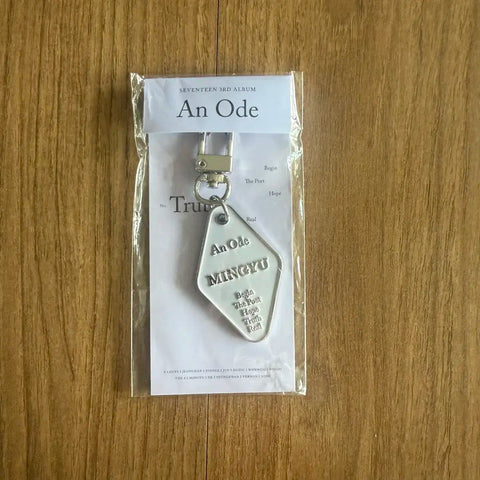 SEVENTEEN 3RD ALBUM
An Ode
Begin
The Poet
Hope
No.
Truth
Real
An Ode
MINGYU
Begin
The Poet
Hope
Truth
Real